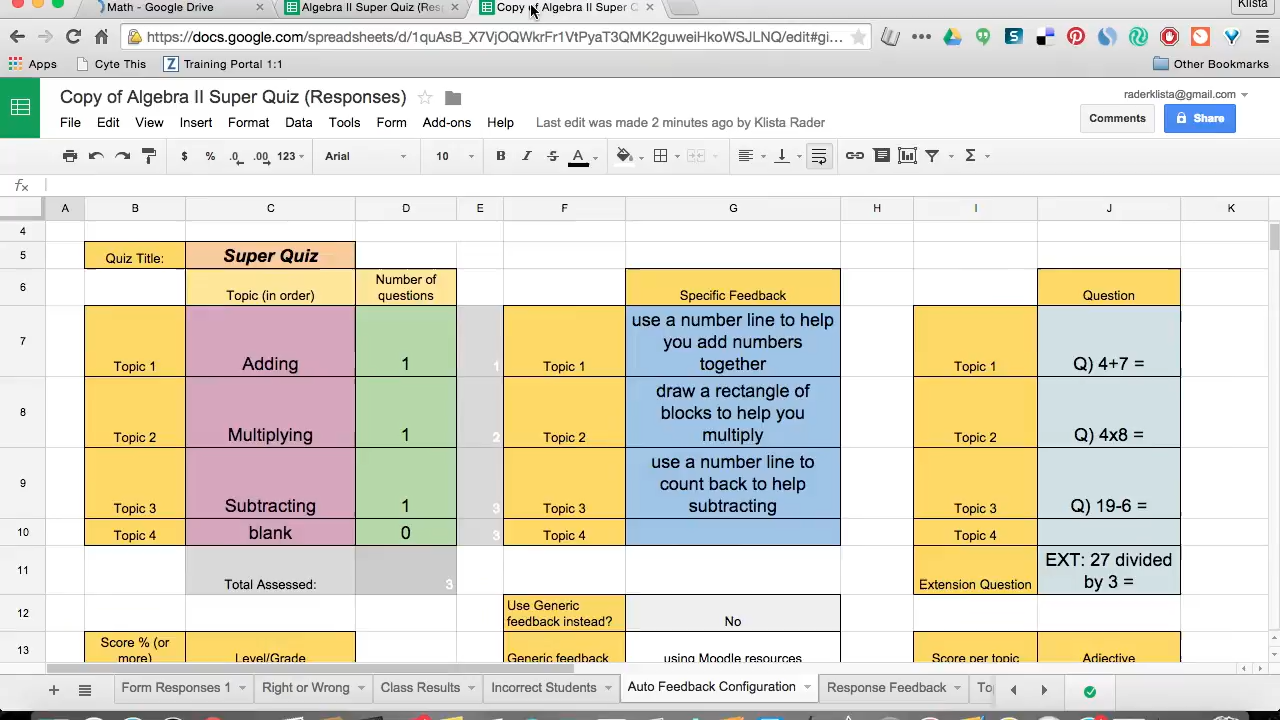 Math - Google Drive
Algebra II Super Quiz (Res
Copy of Algebra II Super Q
Klista
https://docs.google.com/spreadsheets/d/1quAsB_X7VjOQWkrFr1VtPyaT3QMK2guweiHkoWSJLNQ/edit#gi...
Apps
Cyte This
Training Portal 1:1
Other Bookmarks
Copy of Algebra II Super Quiz (Responses)
raderklista@gmail.com
File Edit View Insert Format Data Tools Form Add-ons Help
Last edit was made 2 minutes ago by Klista Rader
Comments
Share
$ % .0 .00 123 Arial 10 B I S A Σ
fx
A B C D E F G H I J K
4
5 Quiz Title: Super Quiz
6 Topic (in order) Number of questions Specific Feedback Question
7 Topic 1 Adding 1 1 Topic 1 use a number line to help you add numbers together Topic 1 Q) 4+7 =
8 Topic 2 Multiplying 1 2 Topic 2 draw a rectangle of blocks to help you multiply Topic 2 Q) 4x8 =
9 Topic 3 Subtracting 1 3 Topic 3 use a number line to count back to help subtracting Topic 3 Q) 19-6 =
10 Topic 4 blank 0 3 Topic 4 Topic 4
11 Total Assessed: 3 Extension Question EXT: 27 divided by 3 =
12 Use Generic feedback instead? No
13 Score % (or more) Level/Grade Generic feedback using Moodle resources Score per topic Adjective
Form Responses 1 Right or Wrong Class Results Incorrect Students Auto Feedback Configuration Response Feedback To